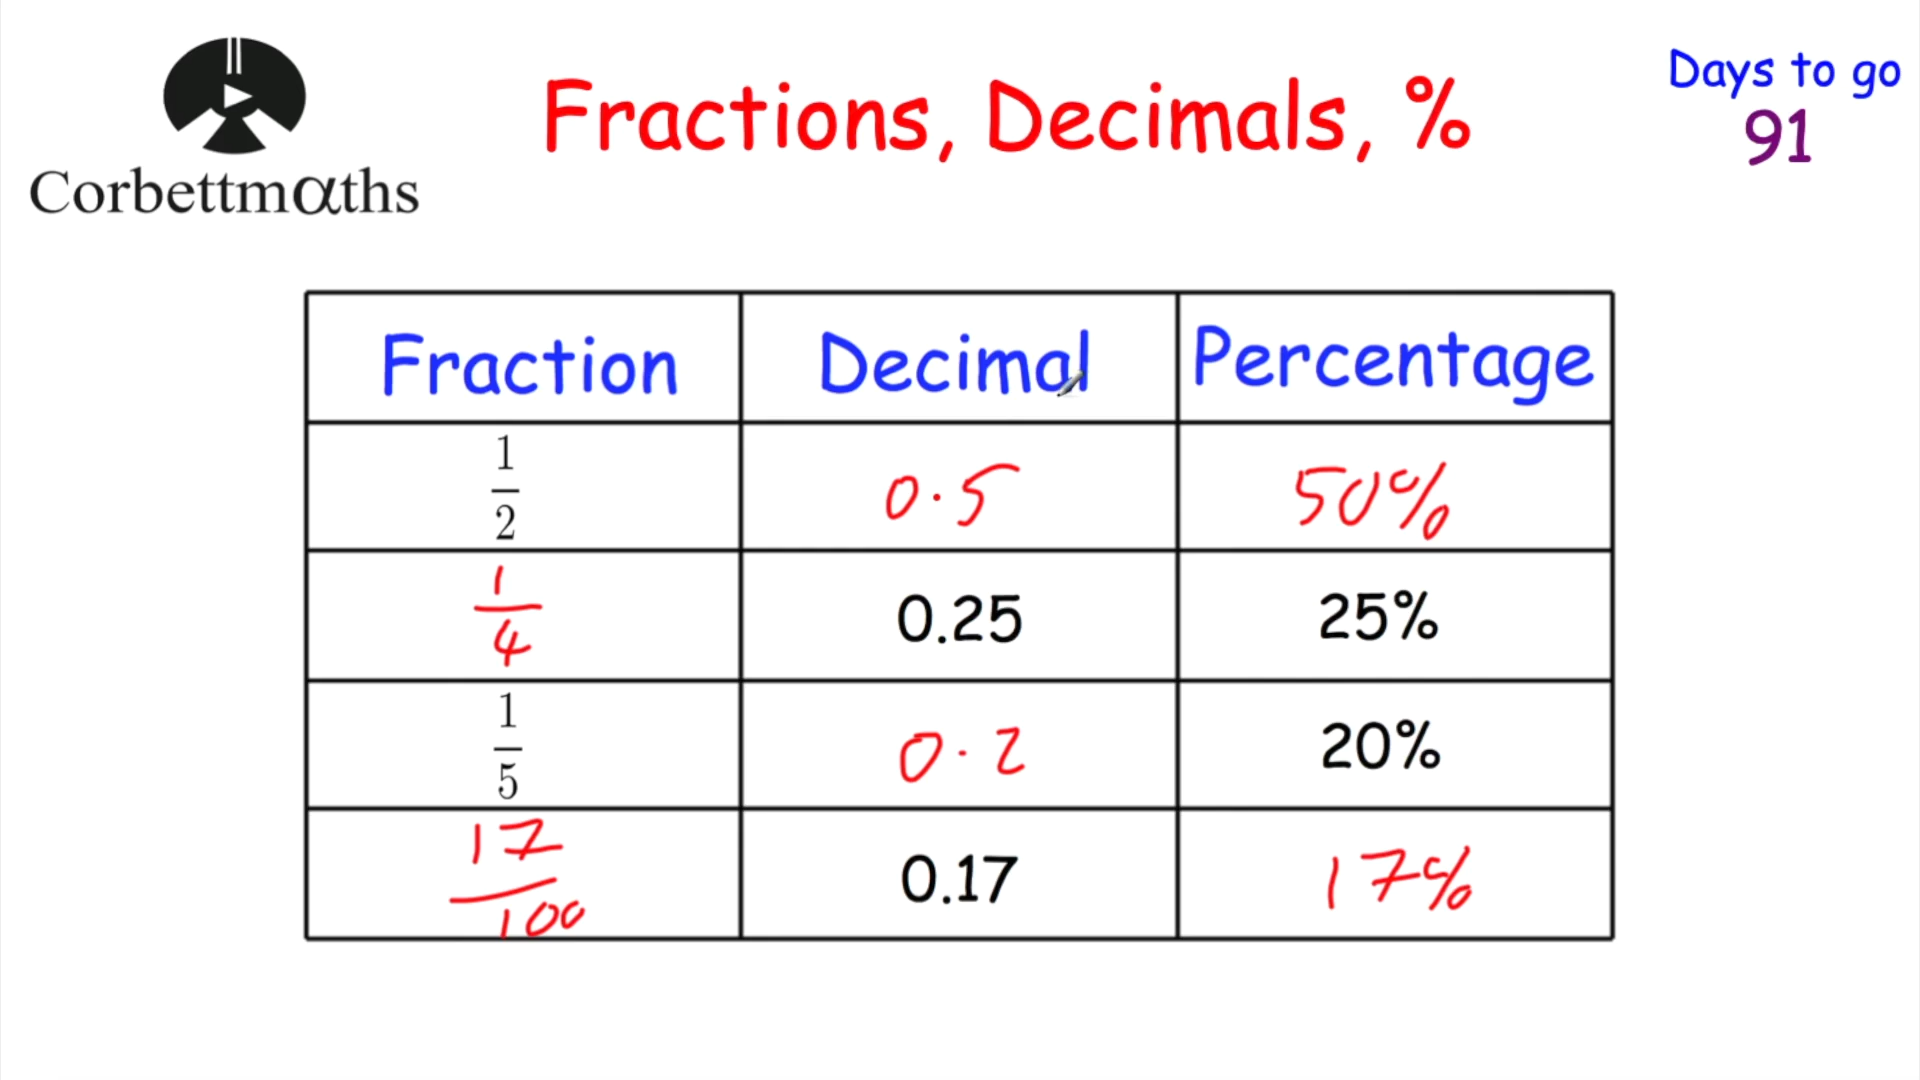 Corbettmαths
Fractions, Decimals, %
Days to go
91
Fraction Decimal Percentage
1/2 0·5 50%
1/4 0.25 25%
1/5 0·2 20%
17/100 0.17 17%